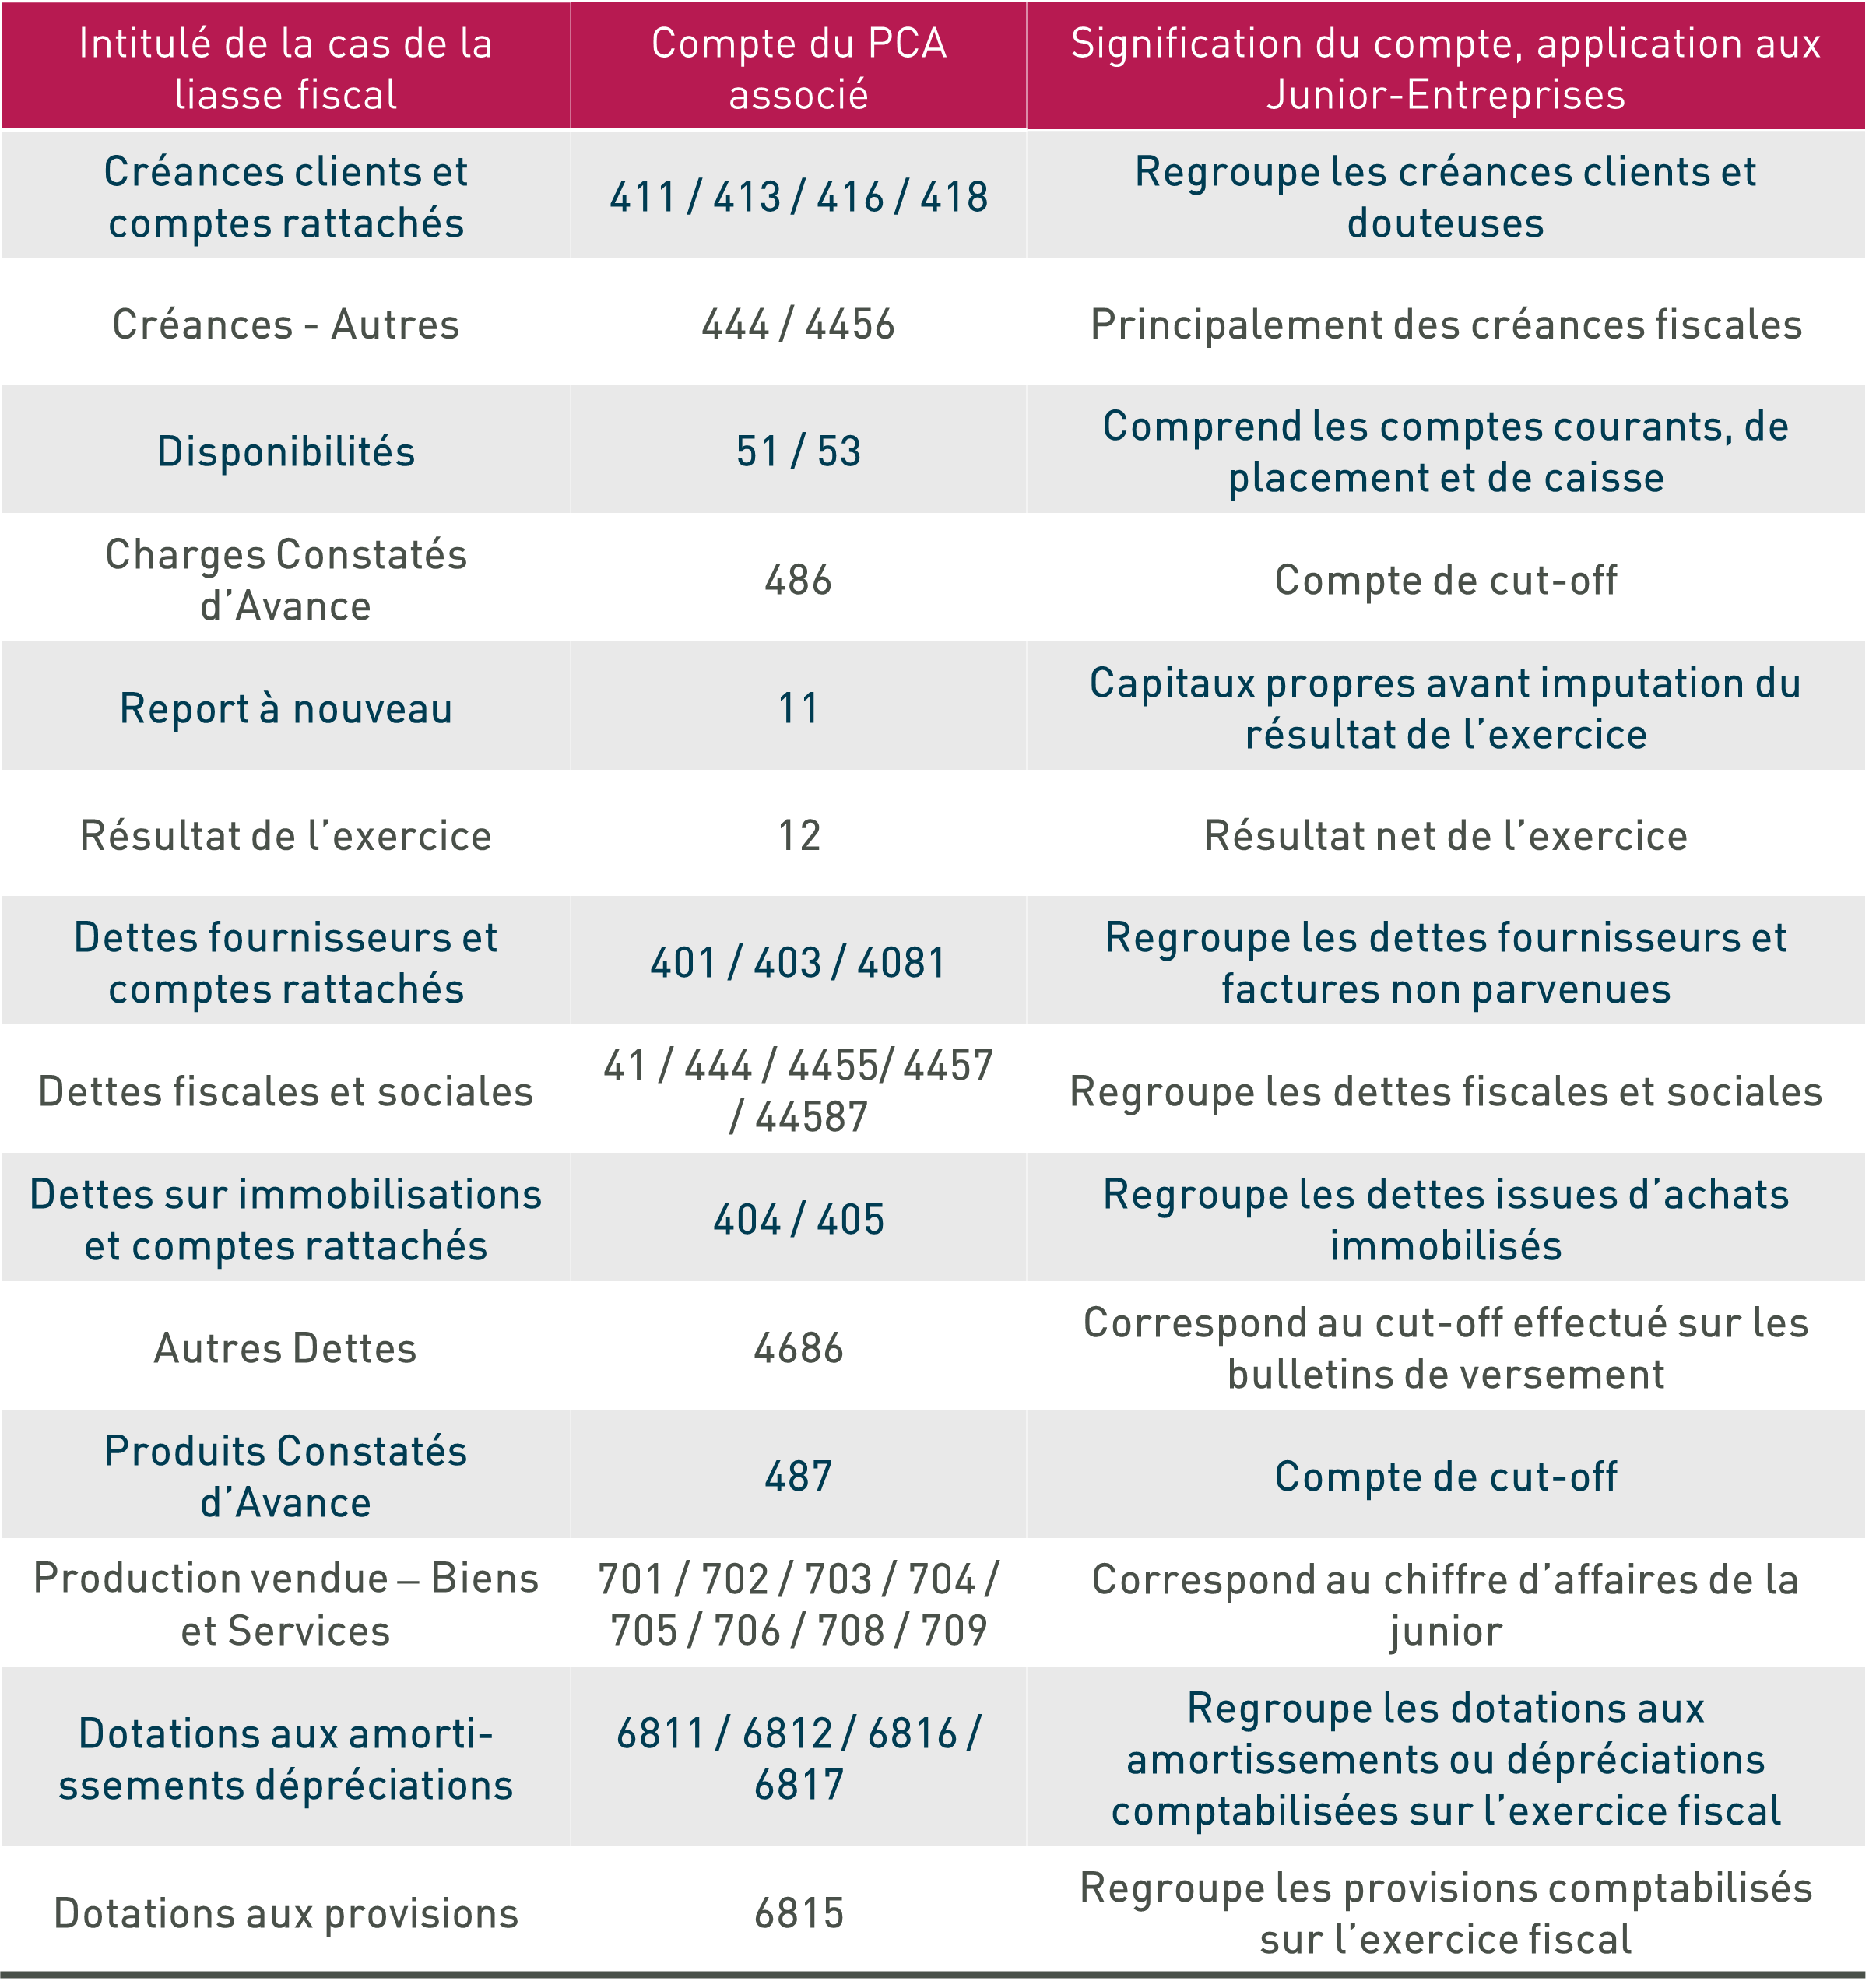 Intitulé de la cas de la
liasse fiscal
Compte du PCA
associé
Signification du compte, application aux
Junior-Entreprises
Créances clients et
comptes rattachés
411 / 413 / 416 / 418
Regroupe les créances clients et
douteuses
Créances - Autres
444 / 4456
Principalement des créances fiscales
Disponibilités
51 / 53
Comprend les comptes courants, de
placement et de caisse
Charges Constatés
d’Avance
486
Compte de cut-off
Report à nouveau
11
Capitaux propres avant imputation du
résultat de l’exercice
Résultat de l’exercice
12
Résultat net de l’exercice
Dettes fournisseurs et
comptes rattachés
401 / 403 / 4081
Regroupe les dettes fournisseurs et
factures non parvenues
Dettes fiscales et sociales
41 / 444 / 4455/ 4457
/ 44587
Regroupe les dettes fiscales et sociales
Dettes sur immobilisations
et comptes rattachés
404 / 405
Regroupe les dettes issues d’achats
immobilisés
Autres Dettes
4686
Correspond au cut-off effectué sur les
bulletins de versement
Produits Constatés
d’Avance
487
Compte de cut-off
Production vendue – Biens
et Services
701 / 702 / 703 / 704 /
705 / 706 / 708 / 709
Correspond au chiffre d’affaires de la
junior
Dotations aux amorti-
ssements dépréciations
6811 / 6812 / 6816 /
6817
Regroupe les dotations aux
amortissements ou dépréciations
comptabilisées sur l’exercice fiscal
Dotations aux provisions
6815
Regroupe les provisions comptabilisés
sur l’exercice fiscal